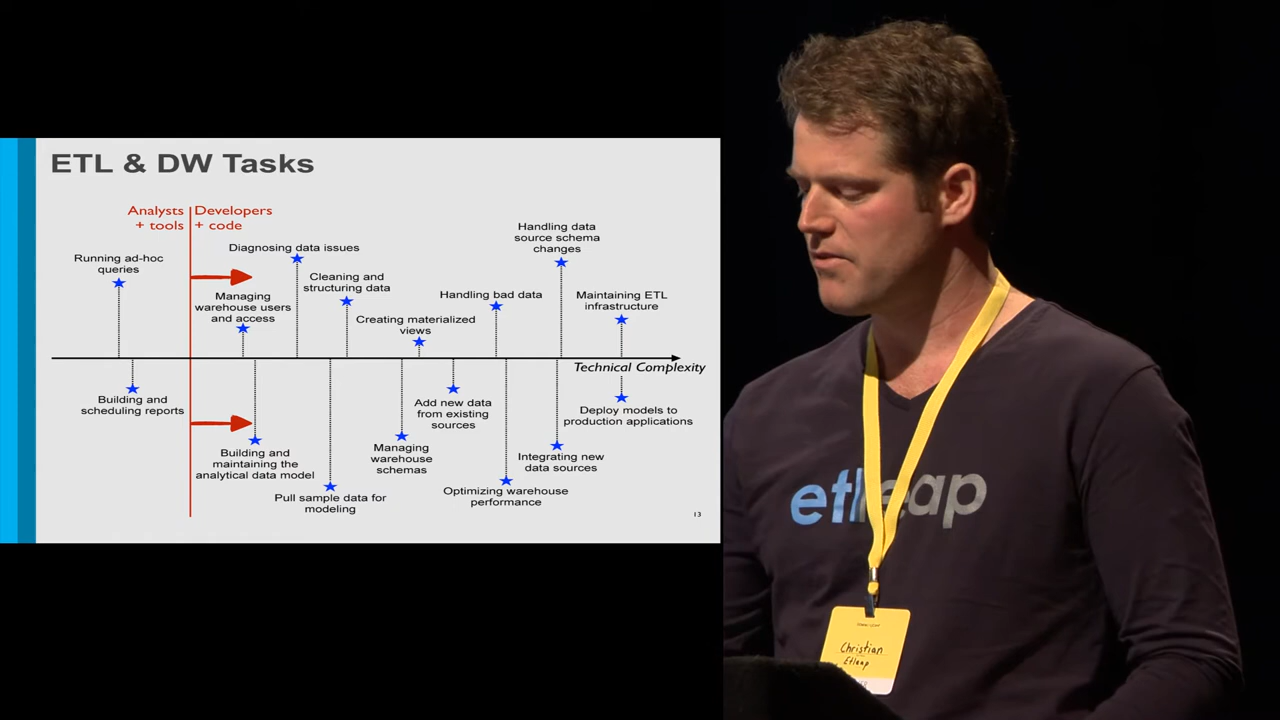 ETL & DW Tasks
Analysts
+ tools
Developers
+ code
Running ad-hoc
queries
Diagnosing data issues
Managing
warehouse users
and access
Cleaning and
structuring data
Creating materialized
views
Handling bad data
Handling data
source schema
changes
Maintaining ETL
infrastructure
Technical Complexity
Building and
scheduling reports
Building and
maintaining the
analytical data model
Pull sample data for
modeling
Managing
warehouse
schemas
Add new data
from existing
sources
Optimizing warehouse
performance
Integrating new
data sources
Deploy models to
production applications
13
etleap
Christian
Etleap